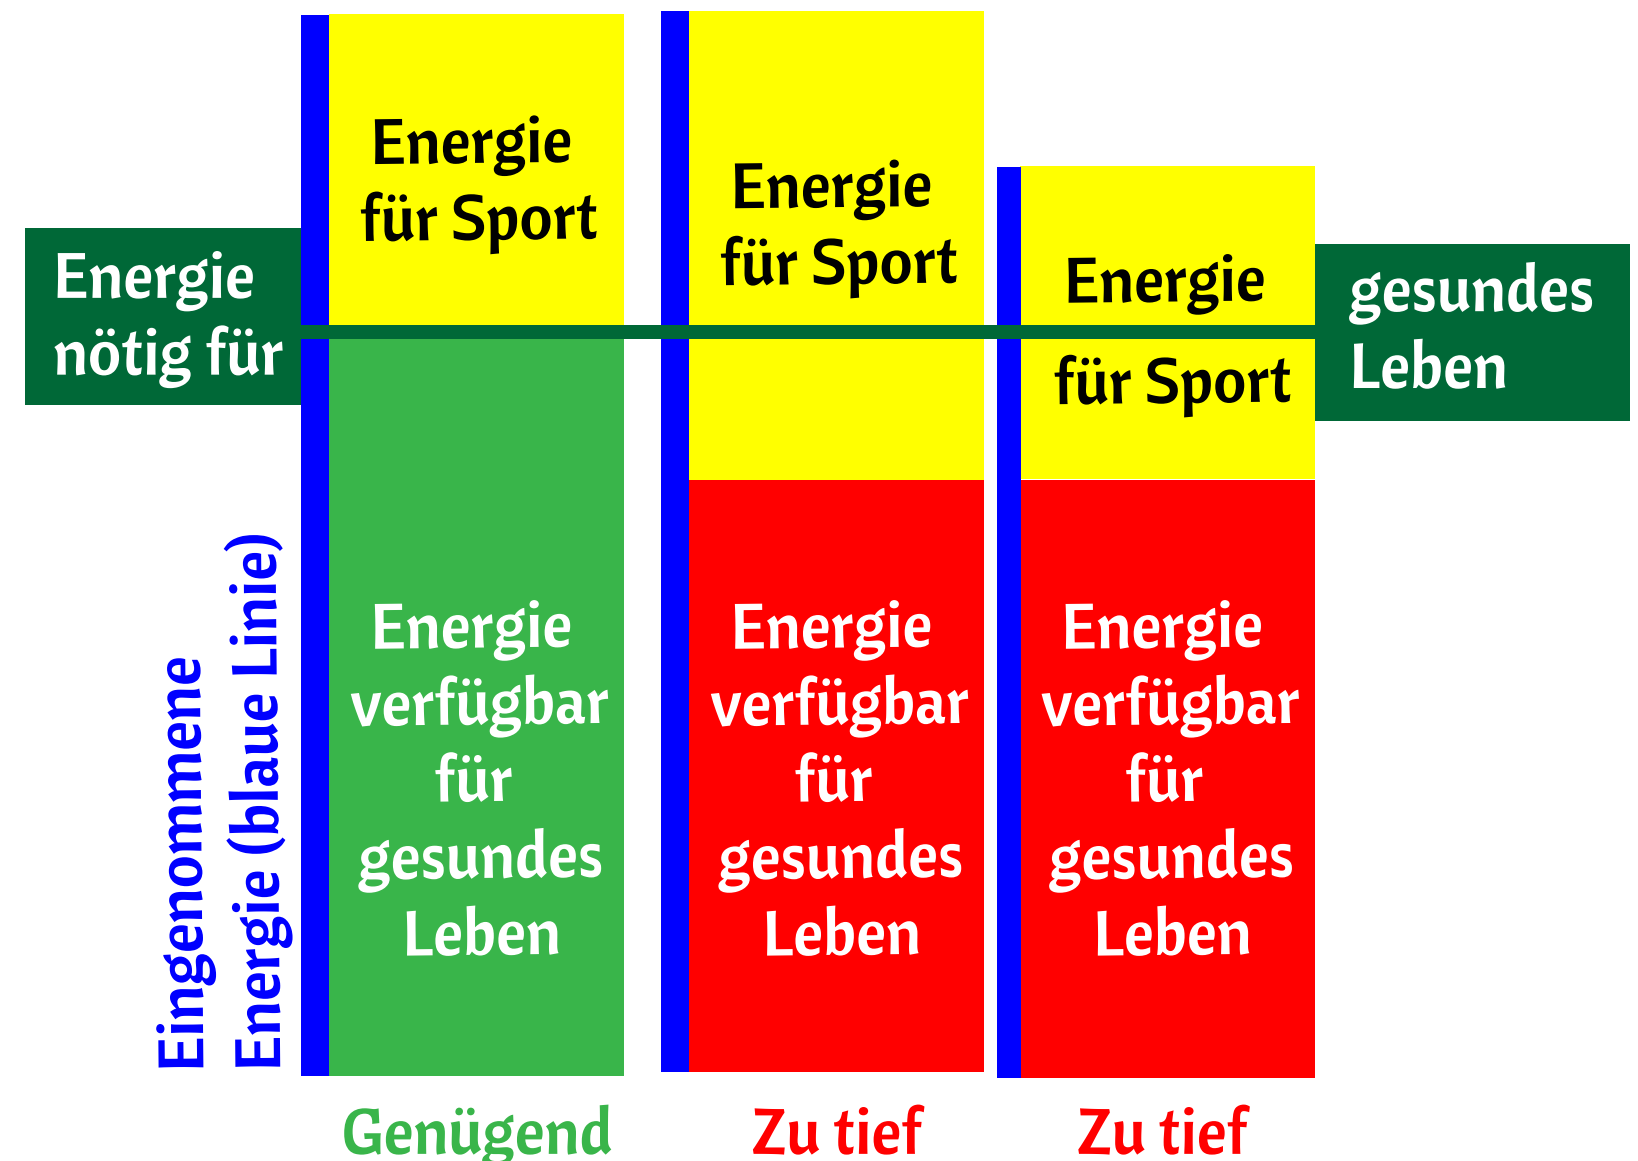 Energie
für Sport
Energie
für Sport
Energie
für Sport
Energie
nötig für
gesundes
Leben
Eingenommene
Energie (blaue Linie)
Energie
verfügbar
für
gesundes
Leben
Energie
verfügbar
für
gesundes
Leben
Energie
verfügbar
für
gesundes
Leben
Genügend
Zu tief
Zu tief